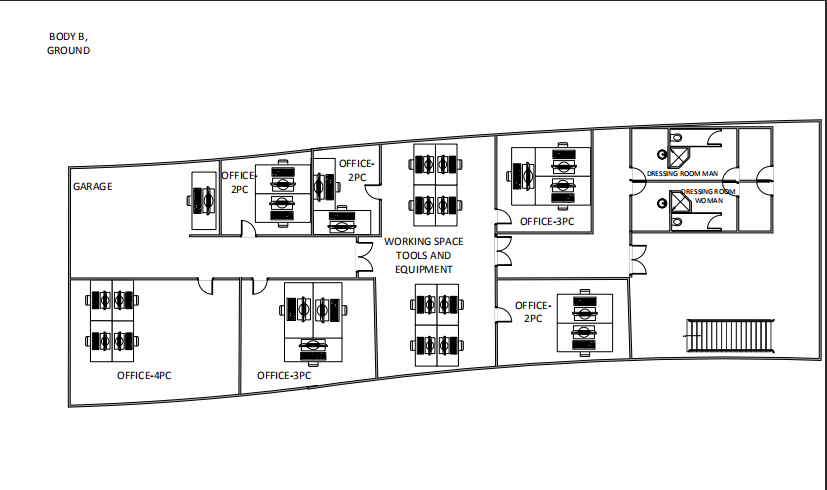 BODY B,
GROUND
GARAGE
OFFICE-
2PC
OFFICE-
2PC
WORKING SPACE
TOOLS AND
EQUIPMENT
OFFICE-3PC
DRESSING ROOM MAN
DRESSING ROOM
WOMAN
OFFICE-
2PC
OFFICE-4PC
OFFICE-3PC